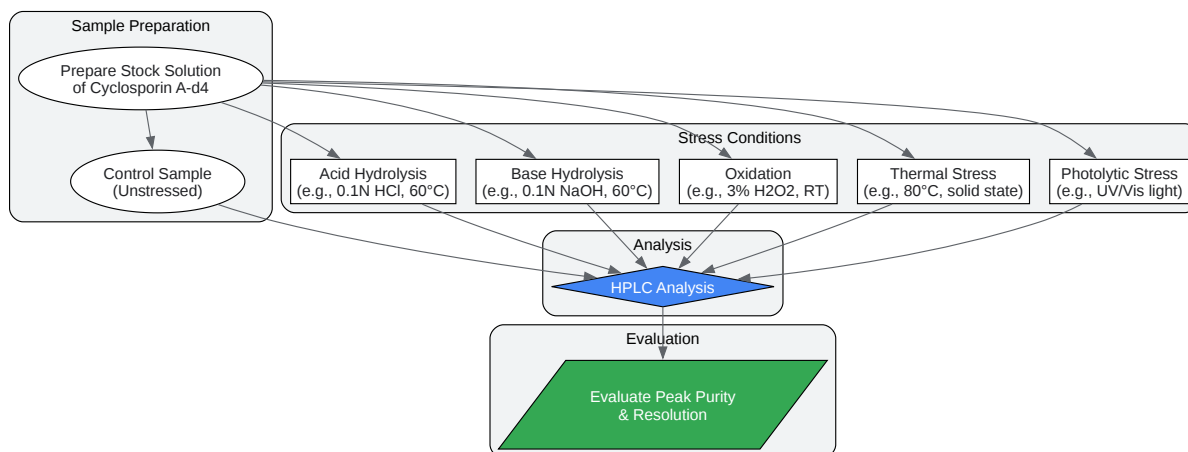 Sample Preparation
Prepare Stock Solution
of Cyclosporin A-d4
Control Sample
(Unstressed)
Stress Conditions
Acid Hydrolysis
(e.g., 0.1N HCl, 60°C)
Base Hydrolysis
(e.g., 0.1N NaOH, 60°C)
Oxidation
(e.g., 3% H2O2, RT)
Thermal Stress
(e.g., 80°C, solid state)
Photolytic Stress
(e.g., UV/Vis light)
Analysis
HPLC Analysis
Evaluation
Evaluate Peak Purity
& Resolution